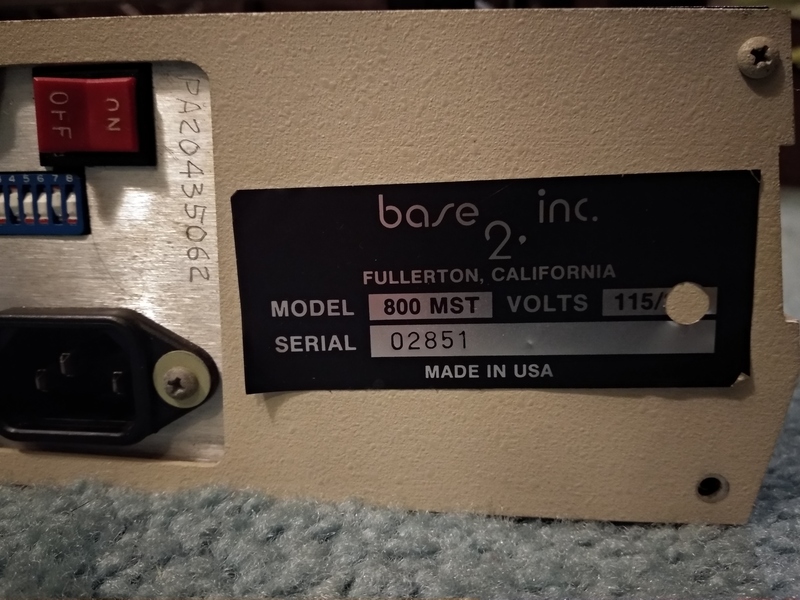 OFF ON
4 5 6 7 8
PA20435062
base 2, inc.
FULLERTON, CALIFORNIA
MODEL 800 MST VOLTS 115/
SERIAL 02851
MADE IN USA